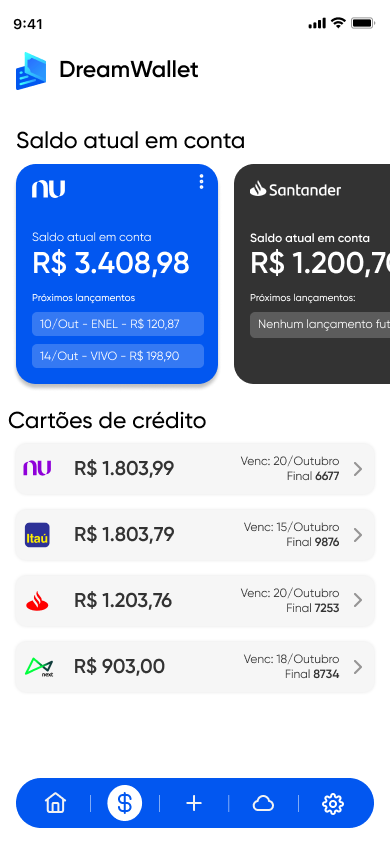 9:41
DreamWallet
Saldo atual em conta
nu
Saldo atual em conta
R$ 3.408,98
Próximos lançamentos
10/Out - ENEL - R$ 120,87
14/Out - VIVO - R$ 198,90
Santander
Saldo atual em conta
R$ 1.200,7
Próximos lançamentos:
Nenhum lançamento fut
Cartões de crédito
nu
R$ 1.803,99
Venc: 20/Outubro
Final 6677
Itaú
R$ 1.803,79
Venc: 15/Outubro
Final 9876
R$ 1.203,76
Venc: 20/Outubro
Final 7253
next
R$ 903,00
Venc: 18/Outubro
Final 8734